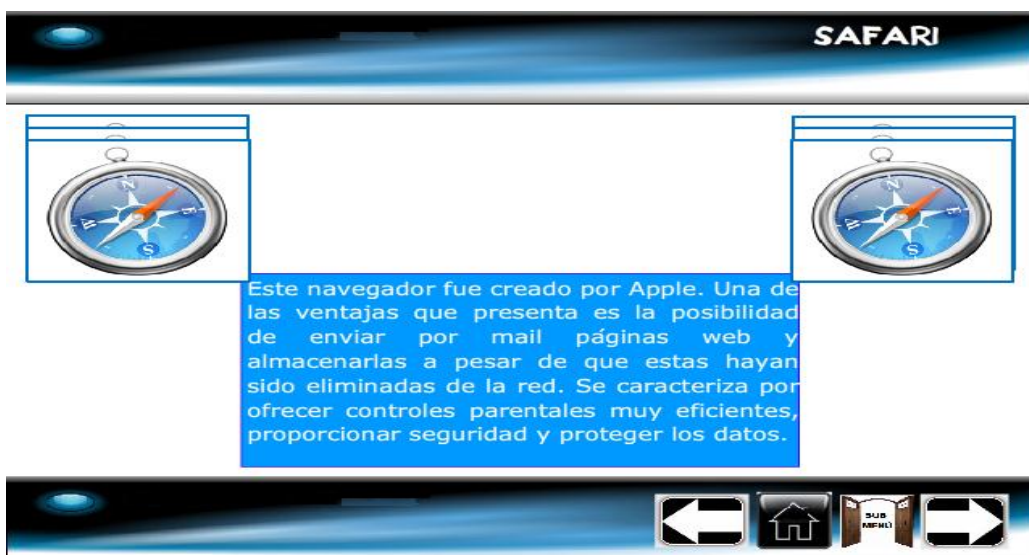 SAFARI
N
E
W
S
N
E
W
S
Este navegador fue creado por Apple. Una de
las ventajas que presenta es la posibilidad
de enviar por mail páginas web y
almacenarlas a pesar de que estas hayan
sido eliminadas de la red. Se caracteriza por
ofrecer controles parentales muy eficientes,
proporcionar seguridad y proteger los datos.
SUB
MENÚ